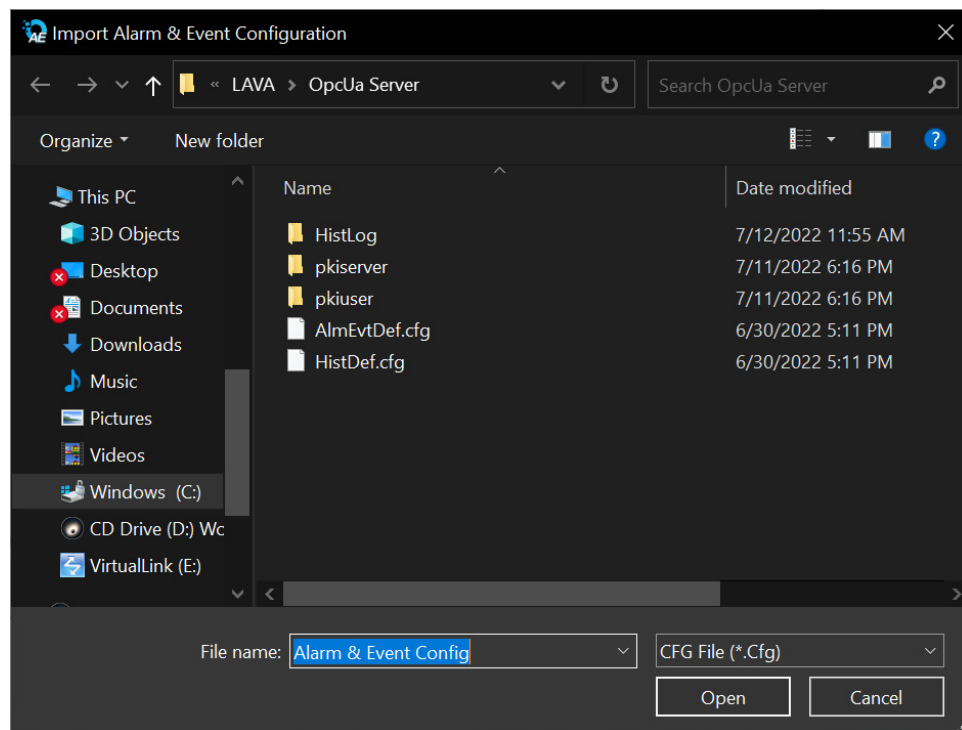 AE Import Alarm & Event Configuration
« LAVA > OpcUa Server
Search OpcUa Server
Organize
New folder
?
Name
Date modified
This PC
3D Objects
Desktop
Documents
Downloads
Music
Pictures
Videos
Windows (C:)
CD Drive (D:) Wc
VirtualLink (E:)
HistLog 7/12/2022 11:55 AM
pkiserver 7/11/2022 6:16 PM
pkiuser 7/11/2022 6:16 PM
AlmEvtDef.cfg 6/30/2022 5:11 PM
HistDef.cfg 6/30/2022 5:11 PM
File name: Alarm & Event Config
CFG File (*.Cfg)
Open
Cancel